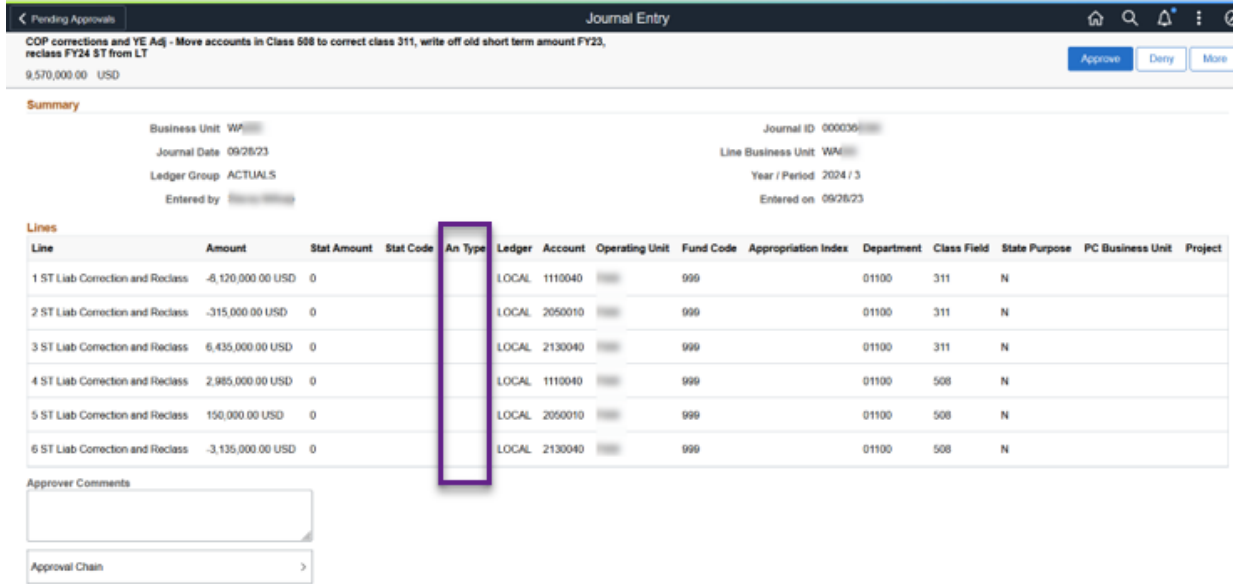 Pending Approvals
Journal Entry
COP corrections and YE Adj - Move accounts in Class 508 to correct class 311, write off old short term amount FY23,
reclass FY24 ST from LT
9,570,000.00 USD
Approve Deny More
Summary
Business Unit WA
Journal ID 000036
Journal Date 09/28/23
Line Business Unit WA
Ledger Group ACTUALS
Year / Period 2024 / 3
Entered by
Entered on 09/28/23
Lines
Line Amount Stat Amount Stat Code An Type Ledger Account Operating Unit Fund Code Appropriation Index Department Class Field State Purpose PC Business Unit Project
1 ST Liab Correction and Reclass -6,120,000.00 USD 0 LOCAL 1110040 999 01100 311 N
2 ST Liab Correction and Reclass -315,000.00 USD 0 LOCAL 2050010 999 01100 311 N
3 ST Liab Correction and Reclass 6,435,000.00 USD 0 LOCAL 2130040 999 01100 311 N
4 ST Liab Correction and Reclass 2,985,000.00 USD 0 LOCAL 1110040 999 01100 508 N
5 ST Liab Correction and Reclass 150,000.00 USD 0 LOCAL 2050010 999 01100 508 N
6 ST Liab Correction and Reclass -3,135,000.00 USD 0 LOCAL 2130040 999 01100 508 N
Approver Comments
Approval Chain